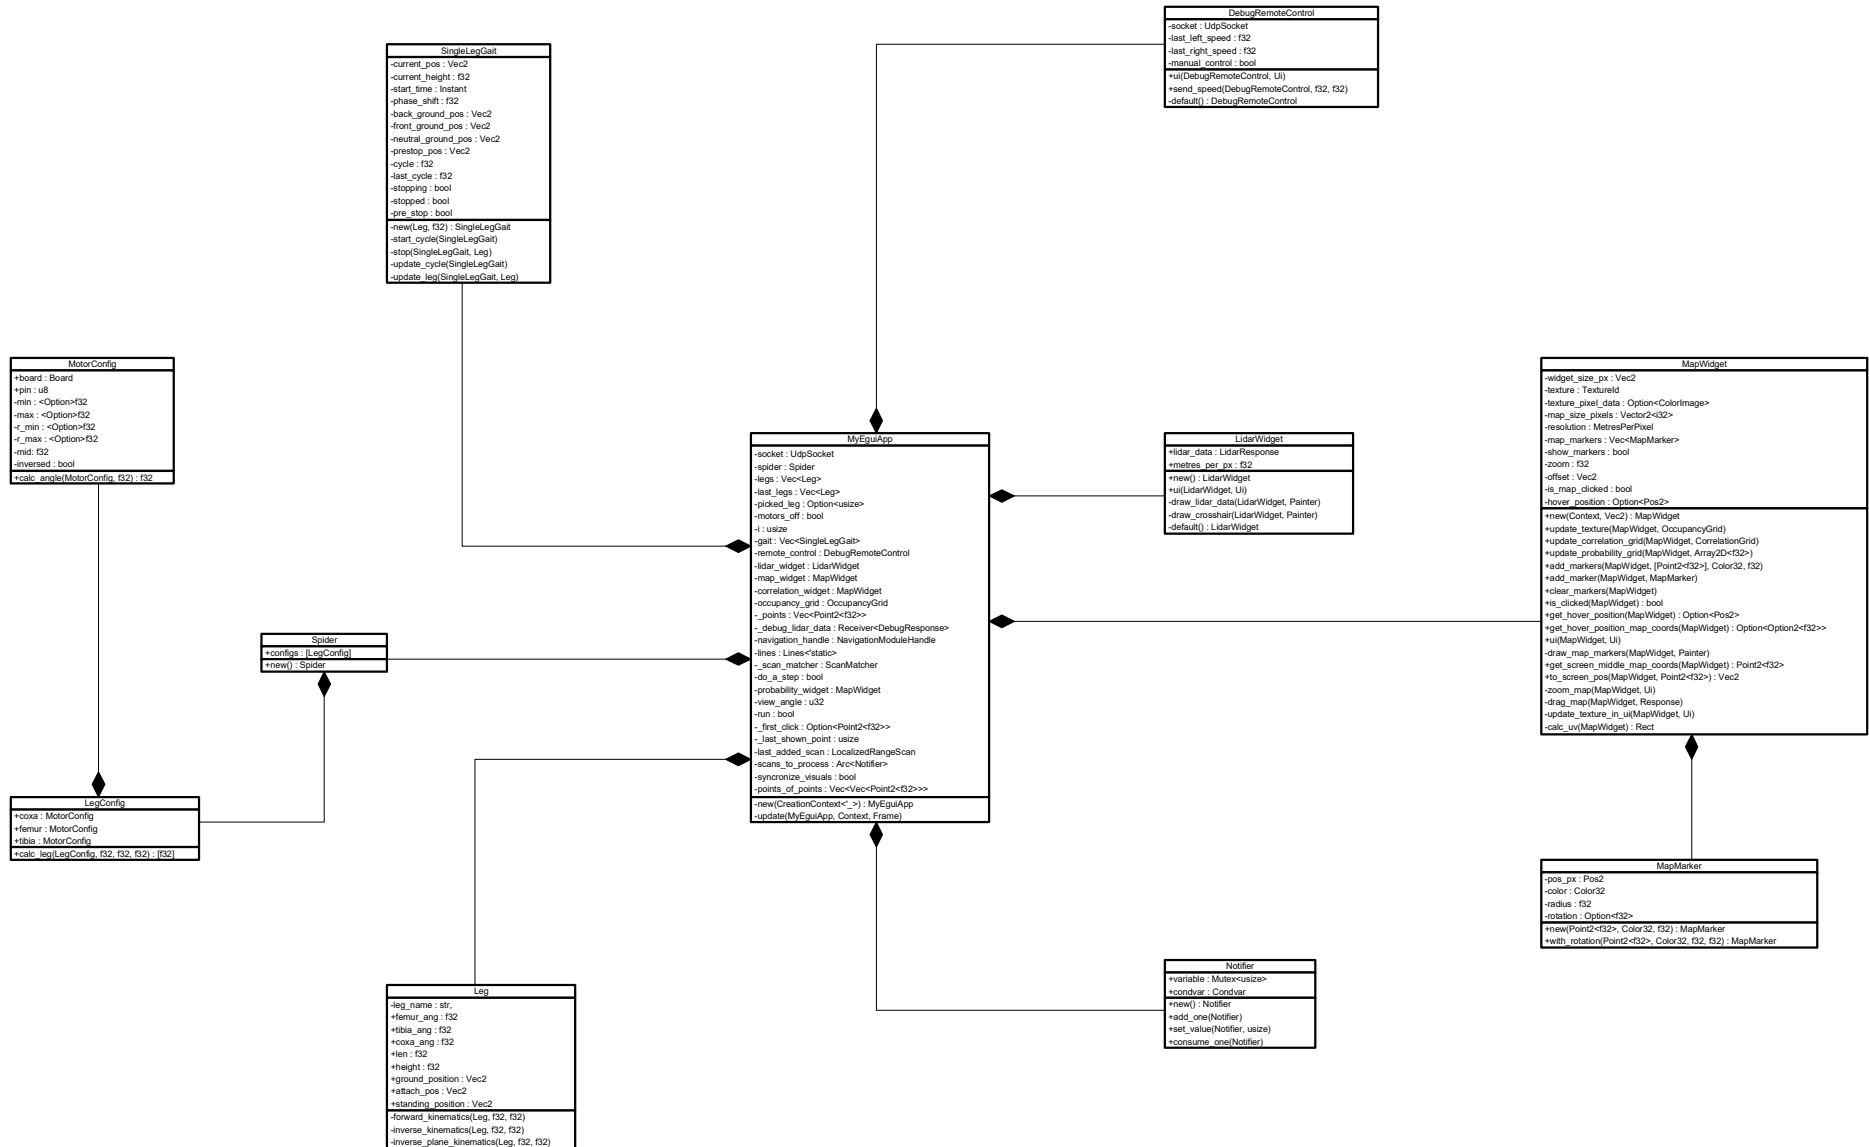 DebugRemoteControl
-socket : UdpSocket
-last_left_speed : f32
-last_right_speed : f32
-manual_control : bool
+ui(DebugRemoteControl, Ui)
+send_speed(DebugRemoteControl, f32, f32)
-default() : DebugRemoteControl
SingleLegGait
-current_pos : Vec2
-current_height : f32
-start_time : Instant
-phase_shift : f32
-back_ground_pos : Vec2
-front_ground_pos : Vec2
-neutral_ground_pos : Vec2
-prestop_pos : Vec2
-cycle : f32
-last_cycle : f32
-stopping : bool
-stopped : bool
-pre_stop : bool
-new(Leg, f32) : SingleLegGait
-start_cycle(SingleLegGait)
-stop(SingleLegGait, Leg)
-update_cycle(SingleLegGait)
-update_leg(SingleLegGait, Leg)
MotorConfig
+board : Board
+pin : u8
-min : <Option>f32
-max : <Option>f32
-r_min : <Option>f32
-r_max : <Option>f32
-mid: f32
-inversed : bool
+calc_angle(MotorConfig, f32) : f32
MapWidget
-widget_size_px : Vec2
-texture : TextureId
-texture_pixel_data : Option<ColorImage>
-map_size_pixels : Vector2<i32>
-resolution : MetresPerPixel
-map_markers : Vec<MapMarker>
-show_markers : bool
-zoom : f32
-offset : Vec2
-is_map_clicked : bool
-hover_position : Option<Pos2>
+new(Context, Vec2) : MapWidget
+update_texture(MapWidget, OccupancyGrid)
+update_correlation_grid(MapWidget, CorrelationGrid)
+update_probability_grid(MapWidget, Array2D<f32>)
+add_markers(MapWidget, [Point2<f32>], Color32, f32)
+add_marker(MapWidget, MapMarker)
+clear_markers(MapWidget)
+is_clicked(MapWidget) : bool
+get_hover_position(MapWidget) : Option<Pos2>
+get_hover_position_map_coords(MapWidget) : Option<Option2<f32>>
+ui(MapWidget, Ui)
-draw_map_markers(MapWidget, Painter)
+get_screen_middle_map_coords(MapWidget) : Point2<f32>
+to_screen_pos(MapWidget, Point2<f32>) : Vec2
-zoom_map(MapWidget, Ui)
-drag_map(MapWidget, Response)
-update_texture_in_ui(MapWidget, Ui)
-calc_uv(MapWidget) : Rect
MyEguiApp
-socket : UdpSocket
-spider : Spider
-legs : Vec<Leg>
-last_legs : Vec<Leg>
-picked_leg : Option<usize>
-motors_off : bool
-i : usize
-gait : Vec<SingleLegGait>
-remote_control : DebugRemoteControl
-lidar_widget : LidarWidget
-map_widget : MapWidget
-correlation_widget : MapWidget
-occupancy_grid : OccupancyGrid
-_points : Vec<Point2<f32>>
-_debug_lidar_data : Receiver<DebugResponse>
-navigation_handle : NavigationModuleHandle
-lines : Lines<'static>
-_scan_matcher : ScanMatcher
-do_a_step : bool
-probability_widget : MapWidget
-view_angle : u32
-run : bool
-_first_click : Option<Point2<f32>>
-_last_shown_point : usize
-last_added_scan : LocalizedRangeScan
-scans_to_process : Arc<Notifier>
-syncronize_visuals : bool
-points_of_points : Vec<Vec<Point2<f32>>>
-new(CreationContext<'_>) : MyEguiApp
-update(MyEguiApp, Context, Frame)
LidarWidget
+lidar_data : LidarResponse
+metres_per_px : f32
+new() : LidarWidget
+ui(LidarWidget, Ui)
-draw_lidar_data(LidarWidget, Painter)
-draw_crosshair(LidarWidget, Painter)
-default() : LidarWidget
Spider
+configs : [LegConfig]
+new() : Spider
LegConfig
+coxa : MotorConfig
+femur : MotorConfig
+tibia : MotorConfig
+calc_leg(LegConfig, f32, f32, f32) : [f32]
MapMarker
-pos_px : Pos2
-color : Color32
-radius : f32
-rotation : Option<f32>
+new(Point2<f32>, Color32, f32) : MapMarker
+with_rotation(Point2<f32>, Color32, f32, f32) : MapMarker
Notifier
+variable : Mutex<usize>
+condvar : Condvar
+new() : Notifier
+add_one(Notifier)
+set_value(Notifier, usize)
+consume_one(Notifier)
Leg
-leg_name : str,
+femur_ang : f32
+tibia_ang : f32
+coxa_ang : f32
+len : f32
+height : f32
+ground_position : Vec2
+attach_pos : Vec2
+standing_position : Vec2
-forward_kinematics(Leg, f32, f32)
-inverse_kinematics(Leg, f32, f32)
-inverse_plane_kinematics(Leg, f32, f32)